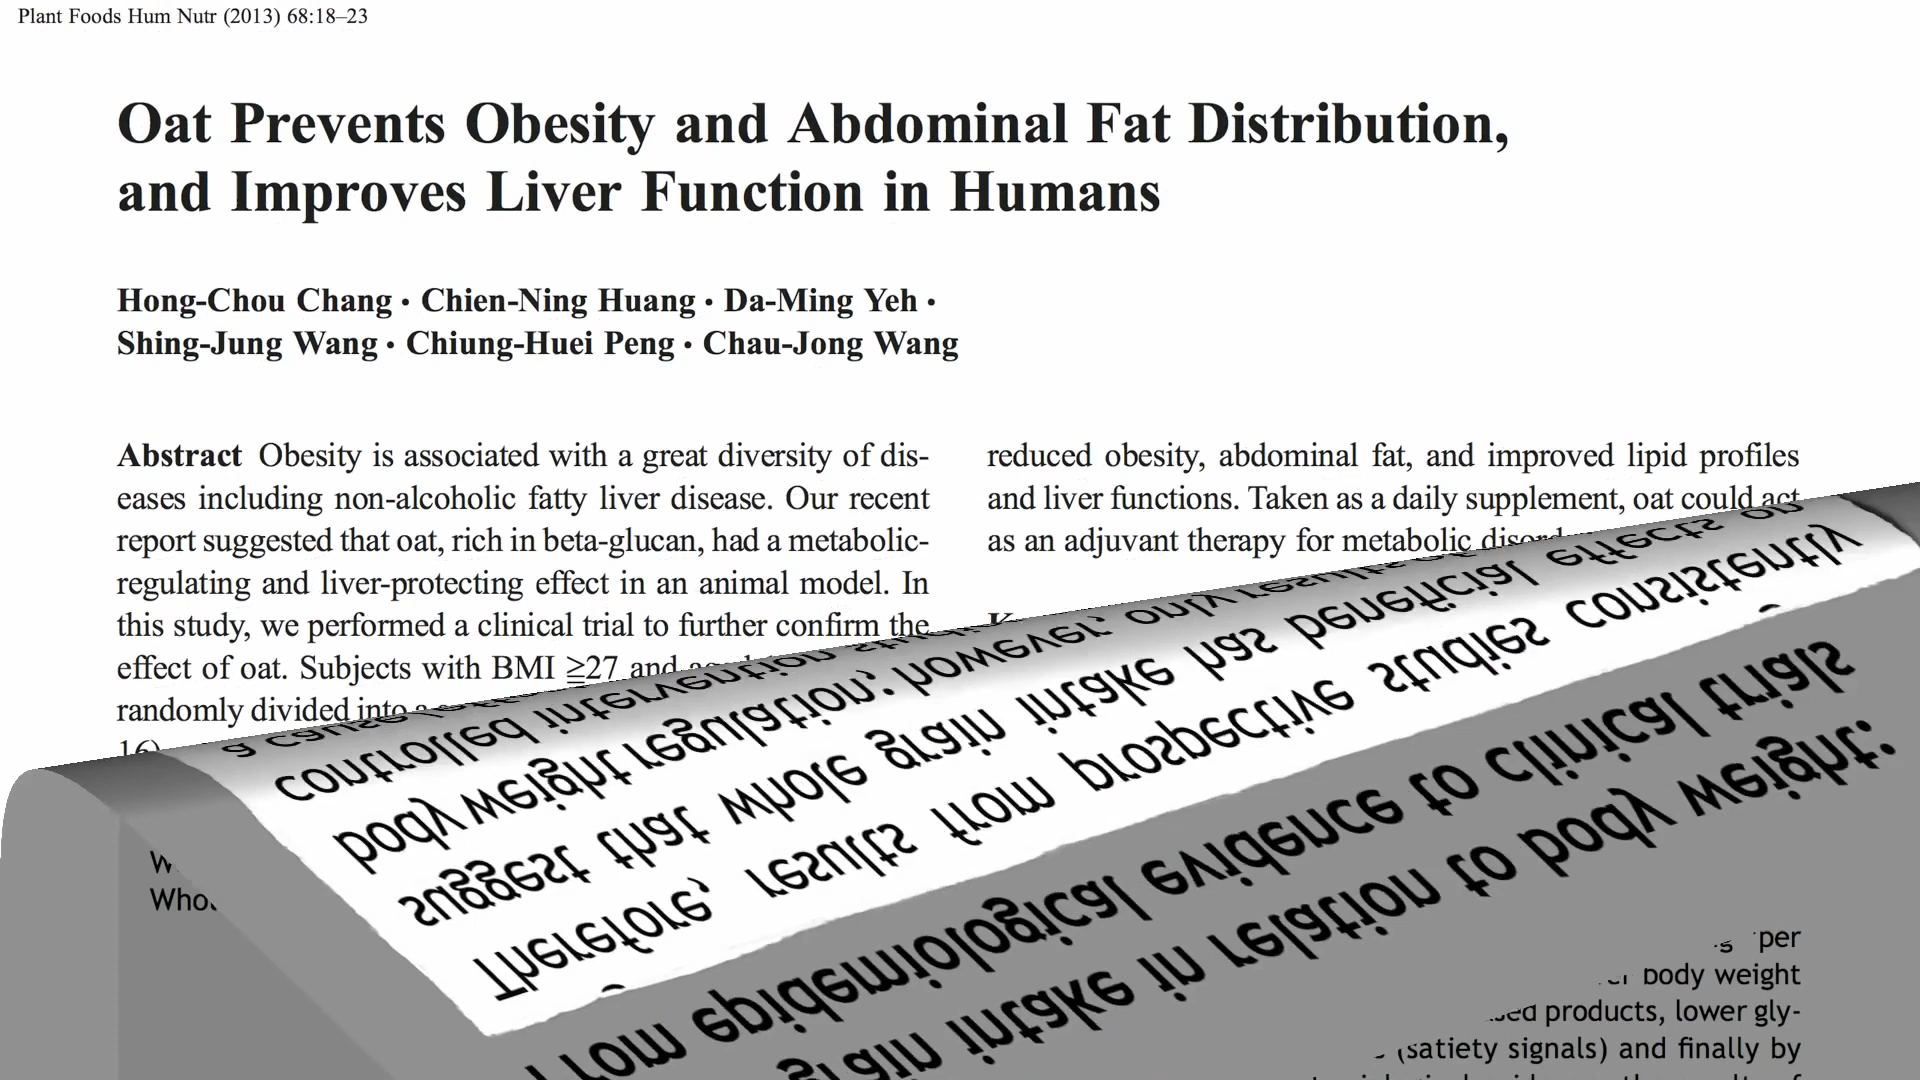 Plant Foods Hum Nutr (2013) 68:18–23
Oat Prevents Obesity and Abdominal Fat Distribution,
and Improves Liver Function in Humans
Hong-Chou Chang · Chien-Ning Huang · Da-Ming Yeh ·
Shing-Jung Wang · Chiung-Huei Peng · Chau-Jong Wang
Abstract Obesity is associated with a great diversity of dis-
eases including non-alcoholic fatty liver disease. Our recent
report suggested that oat, rich in beta-glucan, had a metabolic-
regulating and liver-protecting effect in an animal model. In
this study, we performed a clinical trial to further confirm the
effect of oat. Subjects with BMI ≧27 and
randomly divided into
reduced obesity, abdominal fat, and improved lipid profiles
and liver functions. Taken as a daily supplement, oat could act
as an adjuvant therapy for metabolic
grain intake in relation to body weight:
from epidemiological evidence to clinical trials
Therefore, results from prospective studies consistently
suggest that whole grain intake has beneficial effects on
body weight regulation; however, only results
controlled intervention
a cause
per
body weight
products, lower gly-
(satiety signals) and finally by